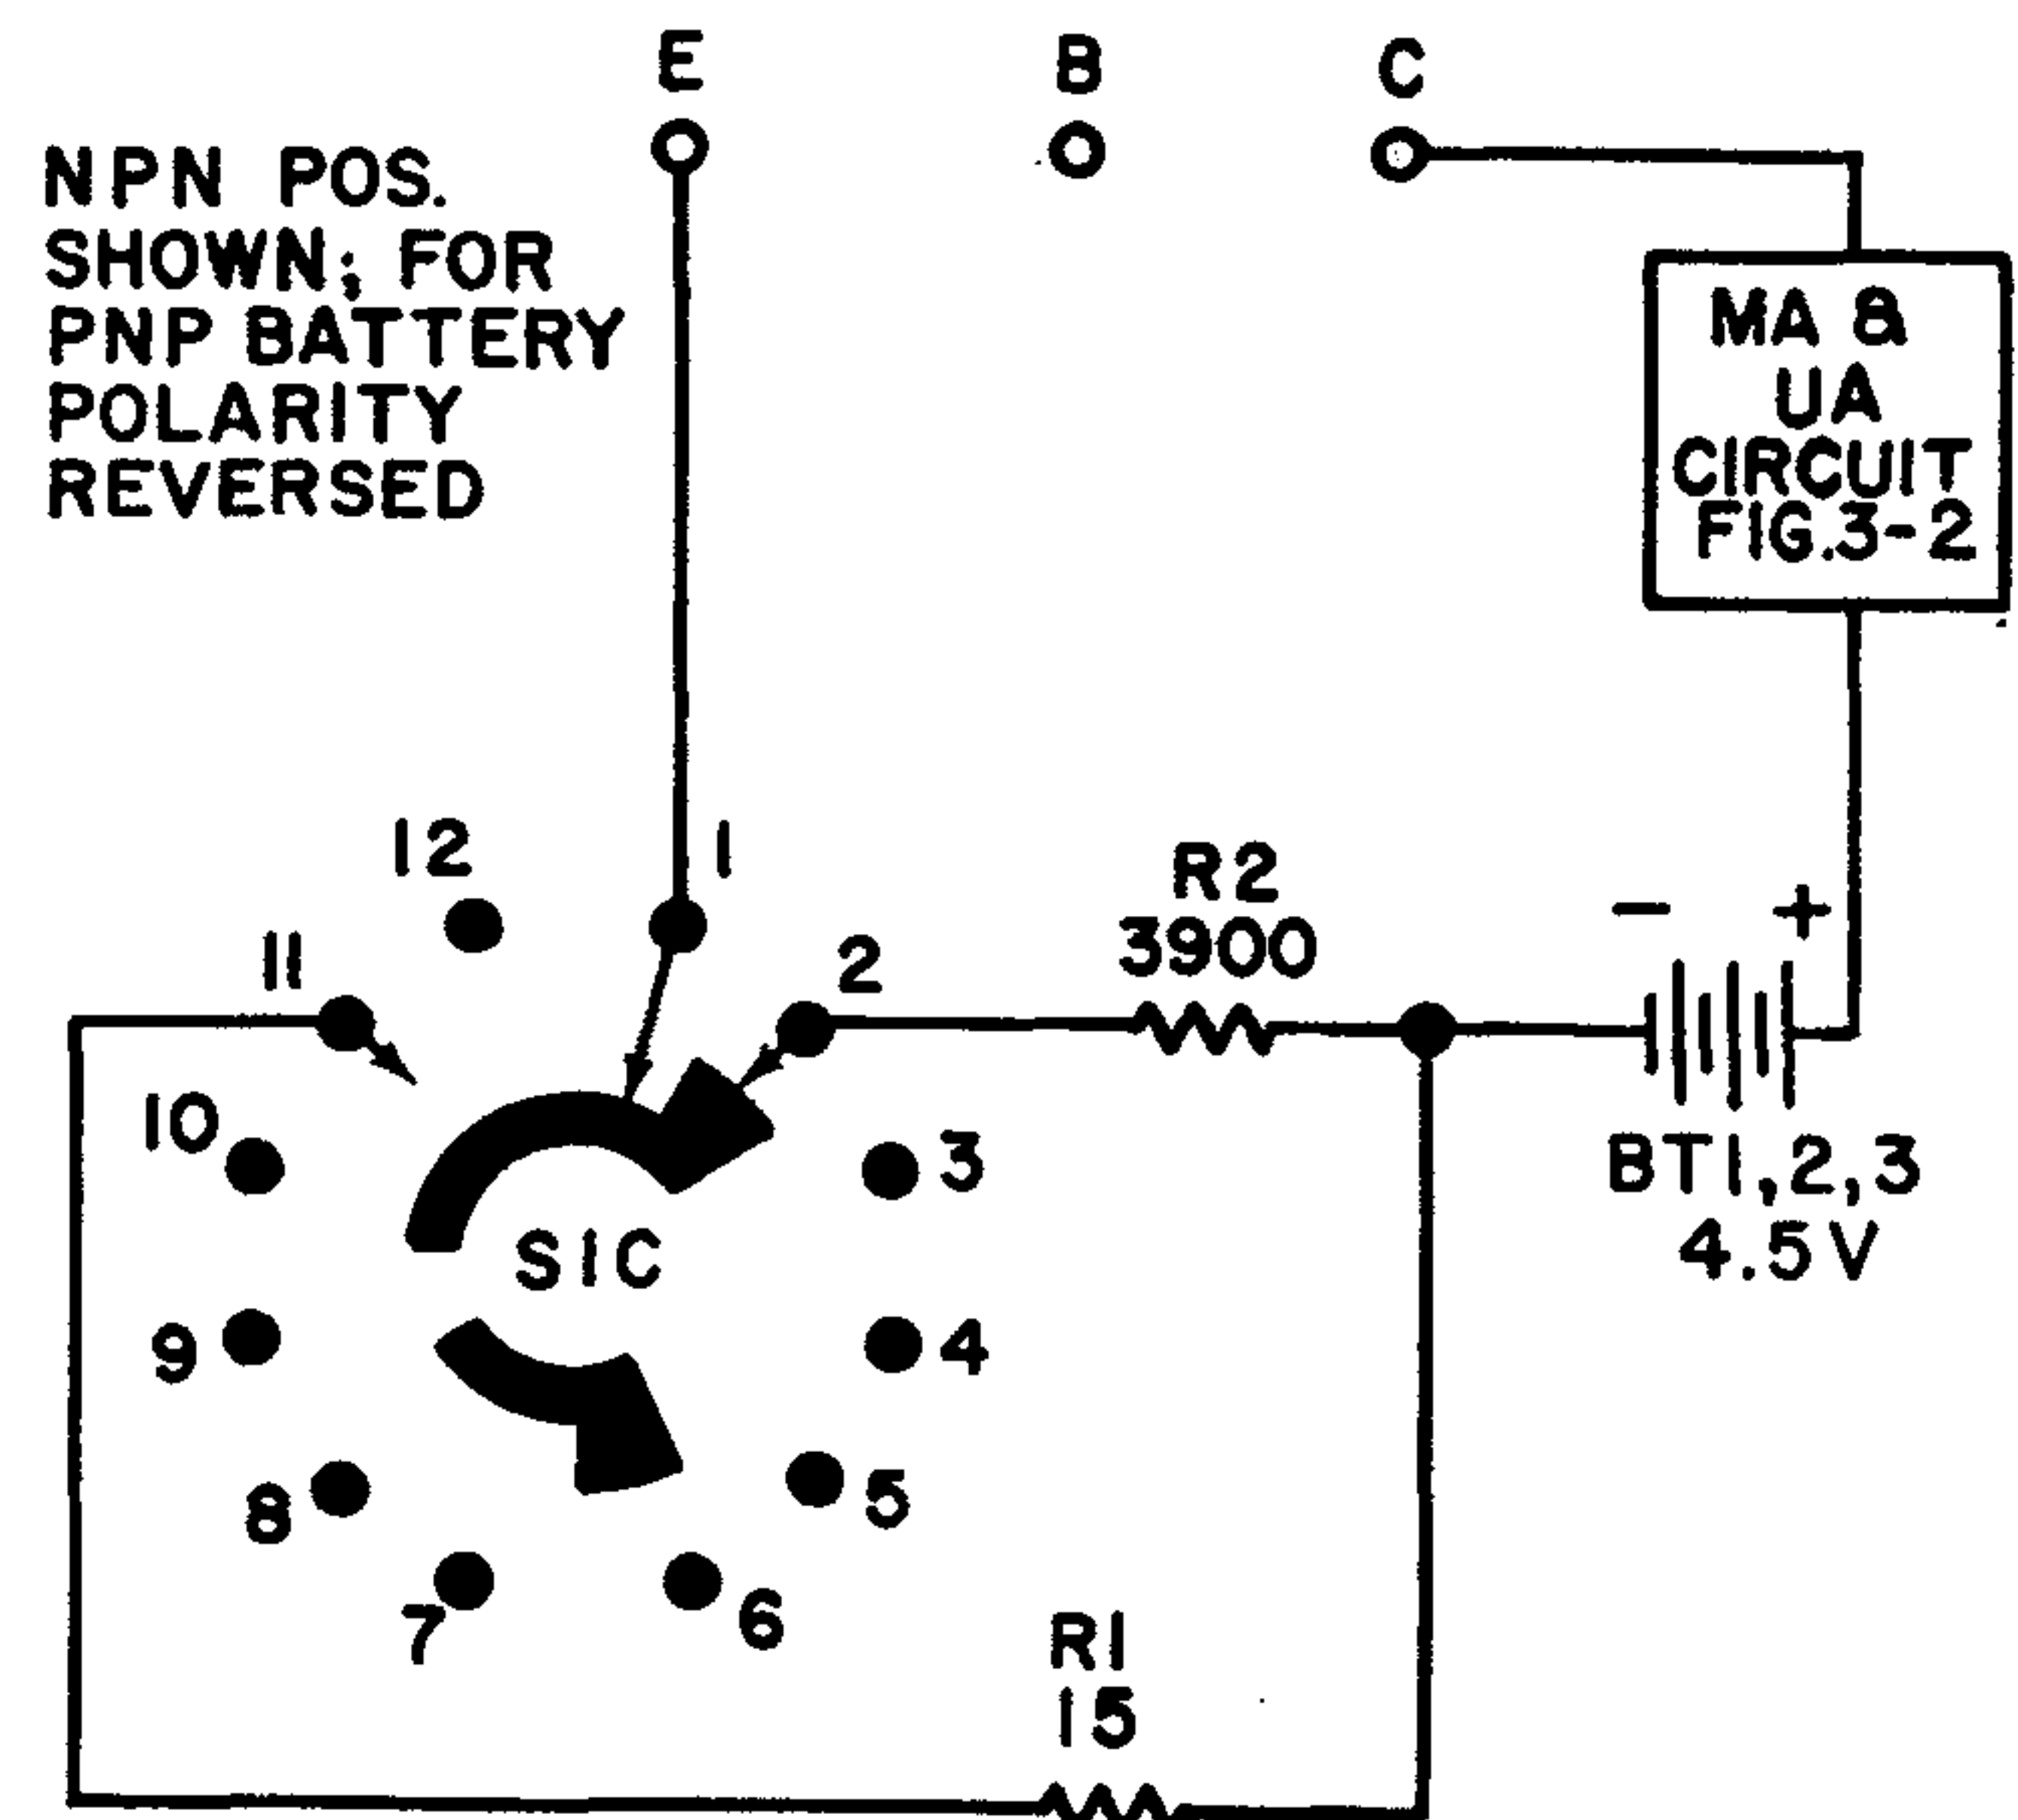 E
B
C
NPN POS.
SHOWN; FOR
PNP BATTERY
POLARITY
REVERSED
MA &
UA
CIRCUIT
FIG.3-2
12
1
11
2
R2
3900
- +
10
3
BT1,2,3
4.5V
S1C
9
4
8
5
7
6
R1
15